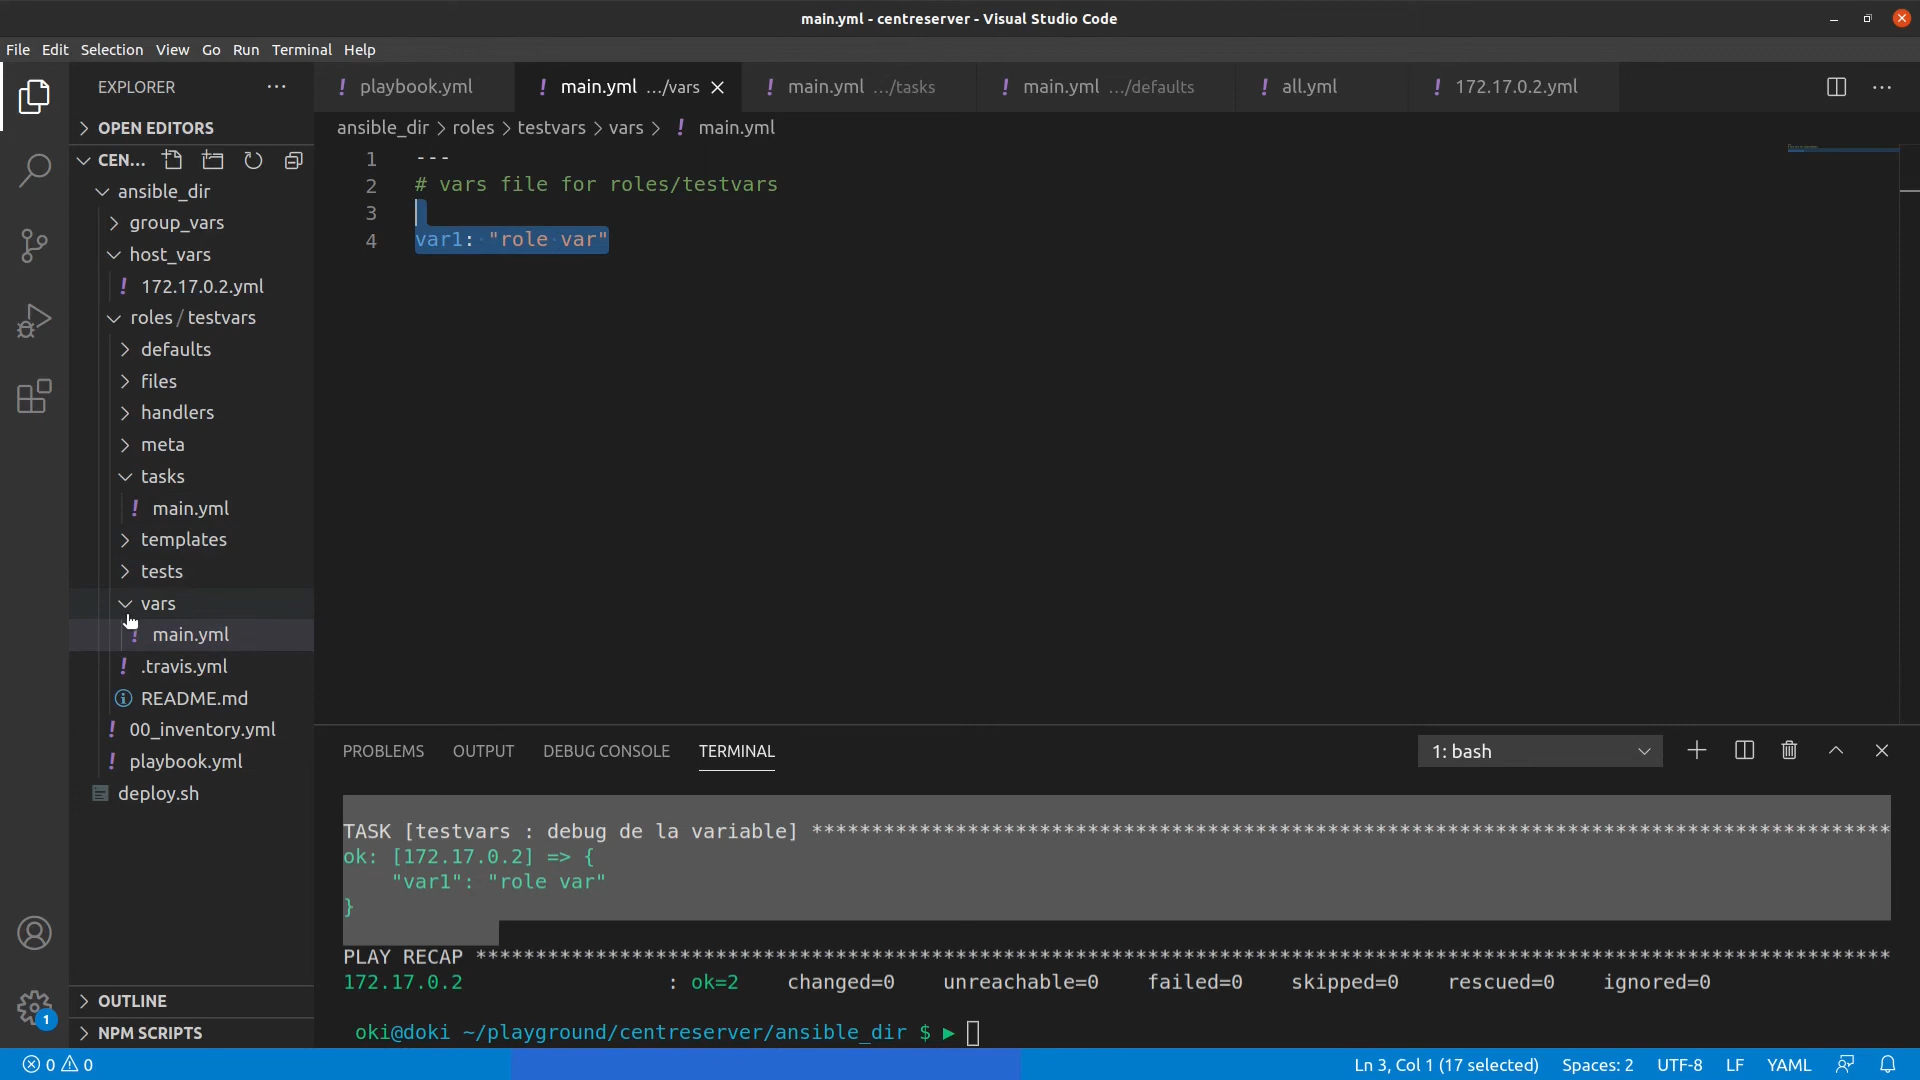 main.yml - centreserver - Visual Studio Code
File Edit Selection View Go Run Terminal Help
EXPLORER
OPEN EDITORS
CEN...
ansible_dir
group_vars
host_vars
! 172.17.0.2.yml
roles / testvars
defaults
files
handlers
meta
tasks
! main.yml
templates
tests
vars
! main.yml
! .travis.yml
README.md
! 00_inventory.yml
! playbook.yml
deploy.sh
OUTLINE
NPM SCRIPTS
1
! playbook.yml ! main.yml .../vars ! main.yml .../tasks ! main.yml .../defaults ! all.yml ! 172.17.0.2.yml
ansible_dir > roles > testvars > vars > ! main.yml
1 ---
2 # vars file for roles/testvars
3
4 var1: "role var"
PROBLEMS OUTPUT DEBUG CONSOLE TERMINAL 1: bash
TASK [testvars : debug de la variable] *****************************************************************************************
ok: [172.17.0.2] => {
"var1": "role var"
}
PLAY RECAP *********************************************************************************************************************
172.17.0.2 : ok=2 changed=0 unreachable=0 failed=0 skipped=0 rescued=0 ignored=0
oki@doki ~/playground/centreserver/ansible_dir $ ▶
0 0 Ln 3, Col 1 (17 selected) Spaces: 2 UTF-8 LF YAML